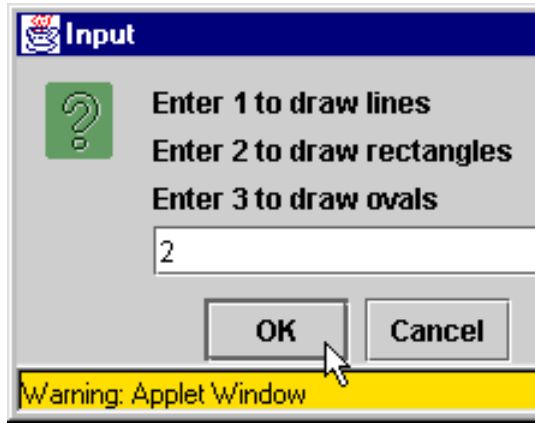 Input
Enter 1 to draw lines
Enter 2 to draw rectangles
Enter 3 to draw ovals
2
OK Cancel
Warning: Applet Window